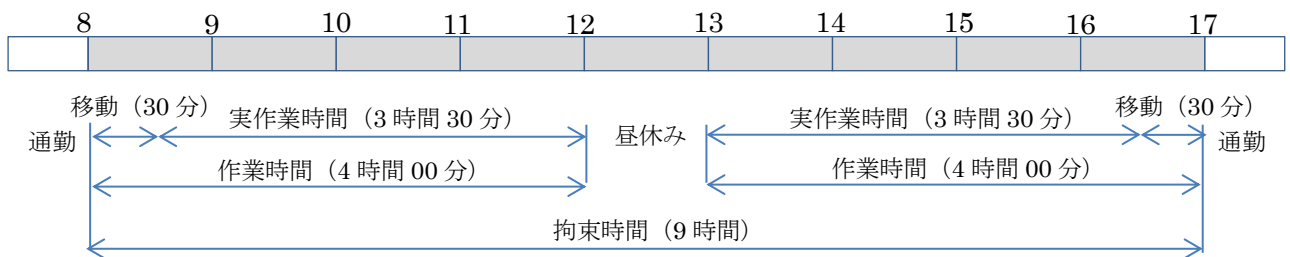 8 9 10 11 12 13 14 15 16 17
移動（30 分） 移動（30 分）
通勤 実作業時間（3 時間 30 分） 昼休み 実作業時間（3 時間 30 分） 通勤
作業時間（4 時間 00 分） 作業時間（4 時間 00 分）
拘束時間（9 時間）